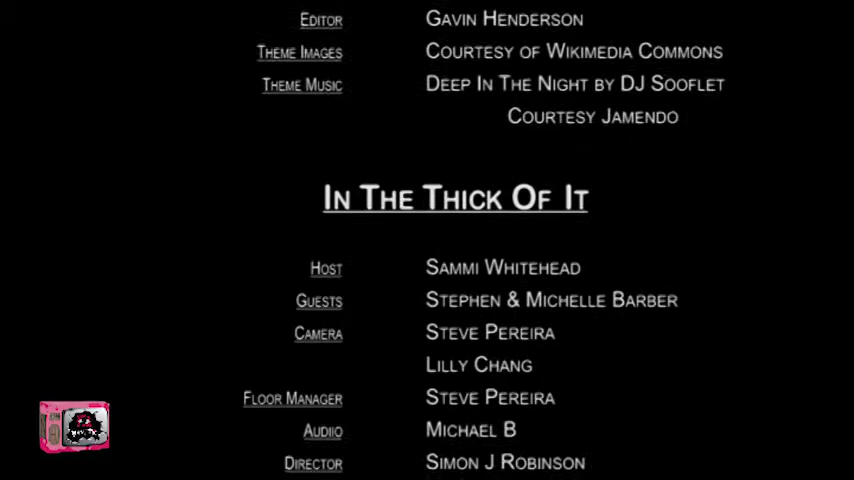 Editor Gavin Henderson
Theme Images Courtesy of Wikimedia Commons
Theme Music Deep In The Night by DJ Sooflet
Courtesy Jamendo
In The Thick Of It
Host Sammi Whitehead
Guests Stephen & Michelle Barber
Camera Steve Pereira
Lilly Chang
Floor Manager Steve Pereira
Audiio Michael B
Director Simon J Robinson